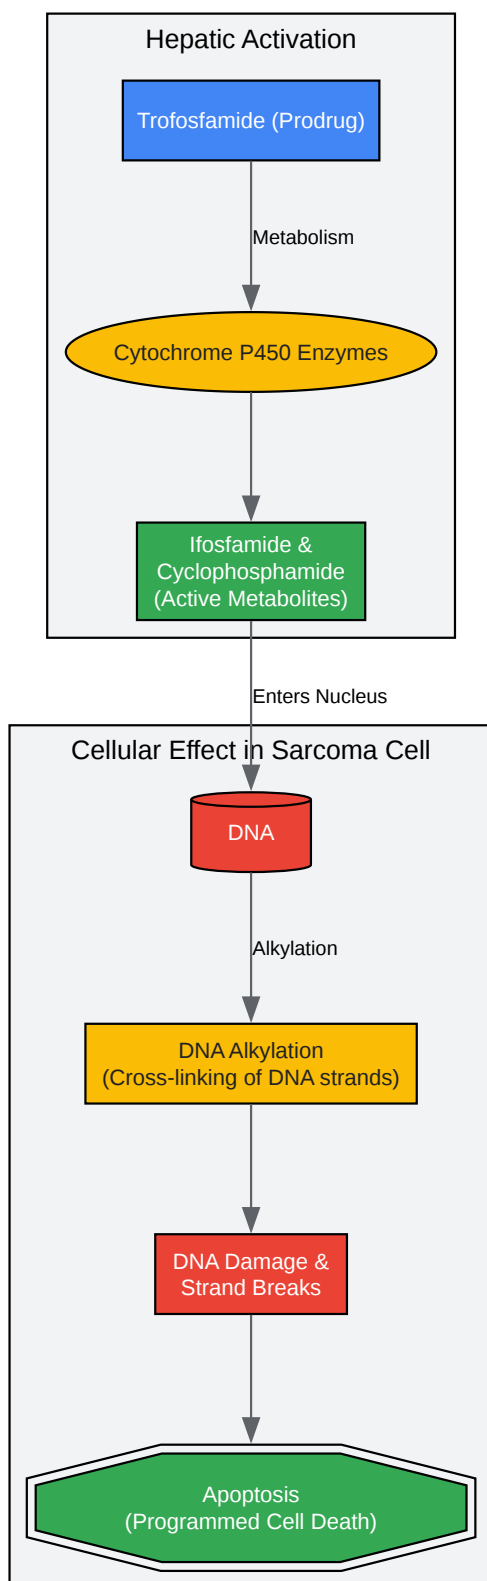 Hepatic Activation
Trofosfamide (Prodrug)
Metabolism
Cytochrome P450 Enzymes
Ifosfamide &
Cyclophosphamide
(Active Metabolites)
Enters Nucleus
Cellular Effect in Sarcoma Cell
DNA
Alkylation
DNA Alkylation
(Cross-linking of DNA strands)
DNA Damage &
Strand Breaks
Apoptosis
(Programmed Cell Death)